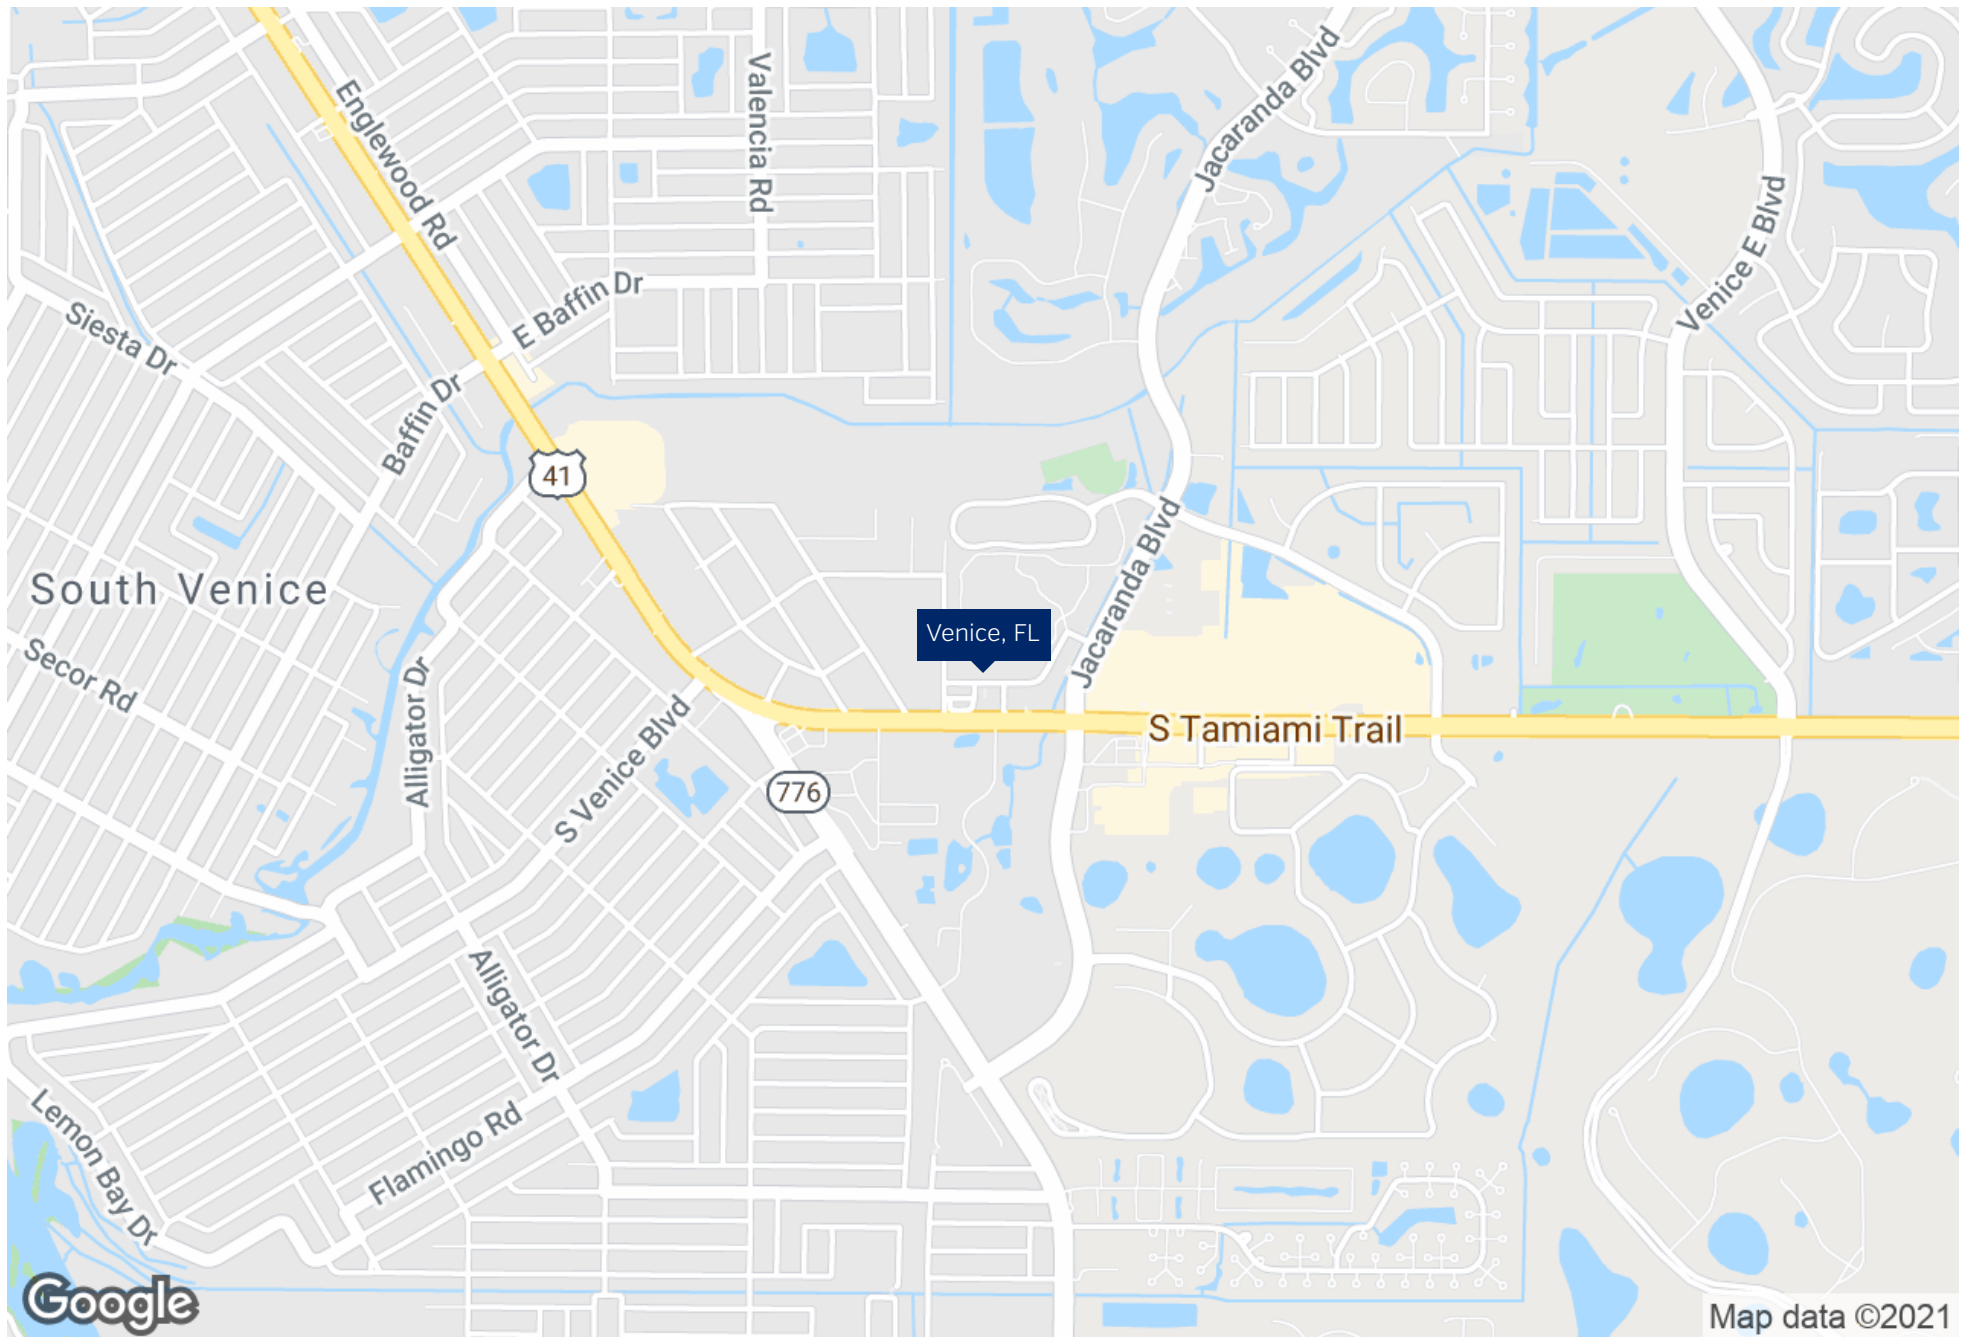 Englewood Rd
Valencia Rd
Jacaranda Blvd
Venice E Blvd
E Baffin Dr
Siesta Dr
Baffin Dr
41
Jacaranda Blvd
South Venice
Venice, FL
Secor Rd
Alligator Dr
S Venice Blvd
S Tamiami Trail
776
Alligator Dr
Flamingo Rd
Lemon Bay Dr
Google
Map data ©2021